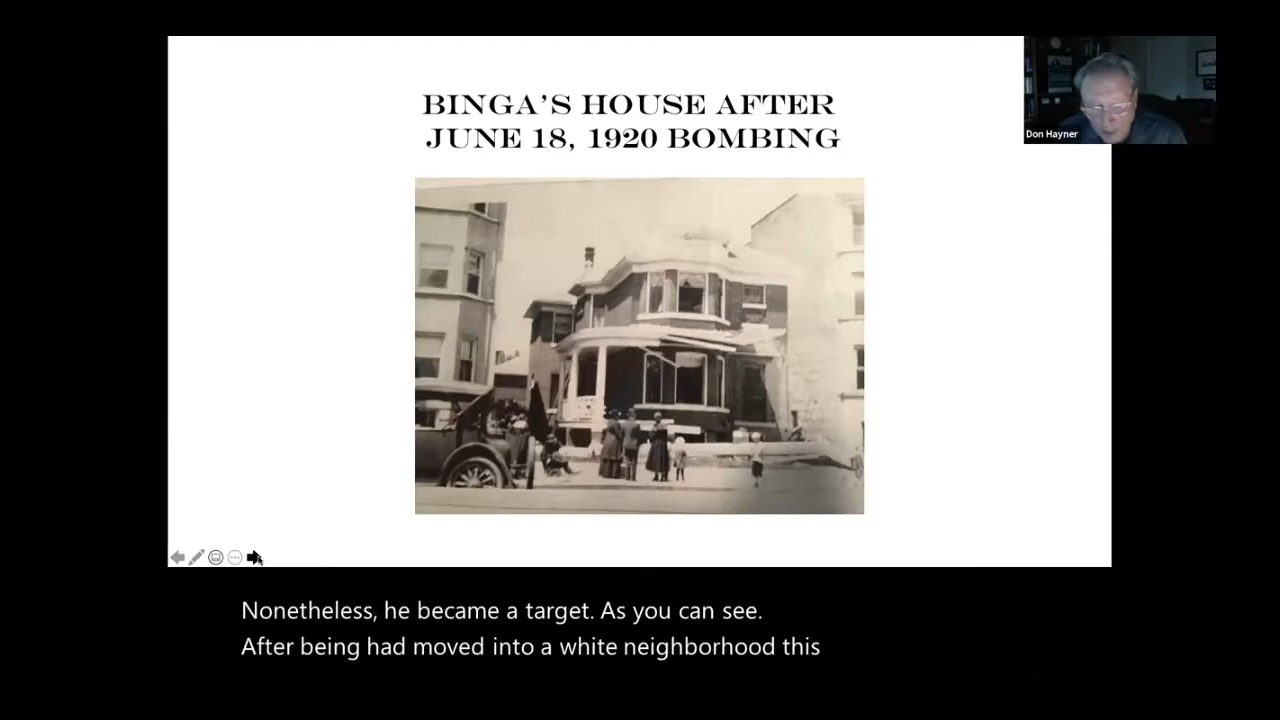 BINGA'S HOUSE AFTER
JUNE 18, 1920 BOMBING
Don Hayner
Nonetheless, he became a target. As you can see.
After being had moved into a white neighborhood this